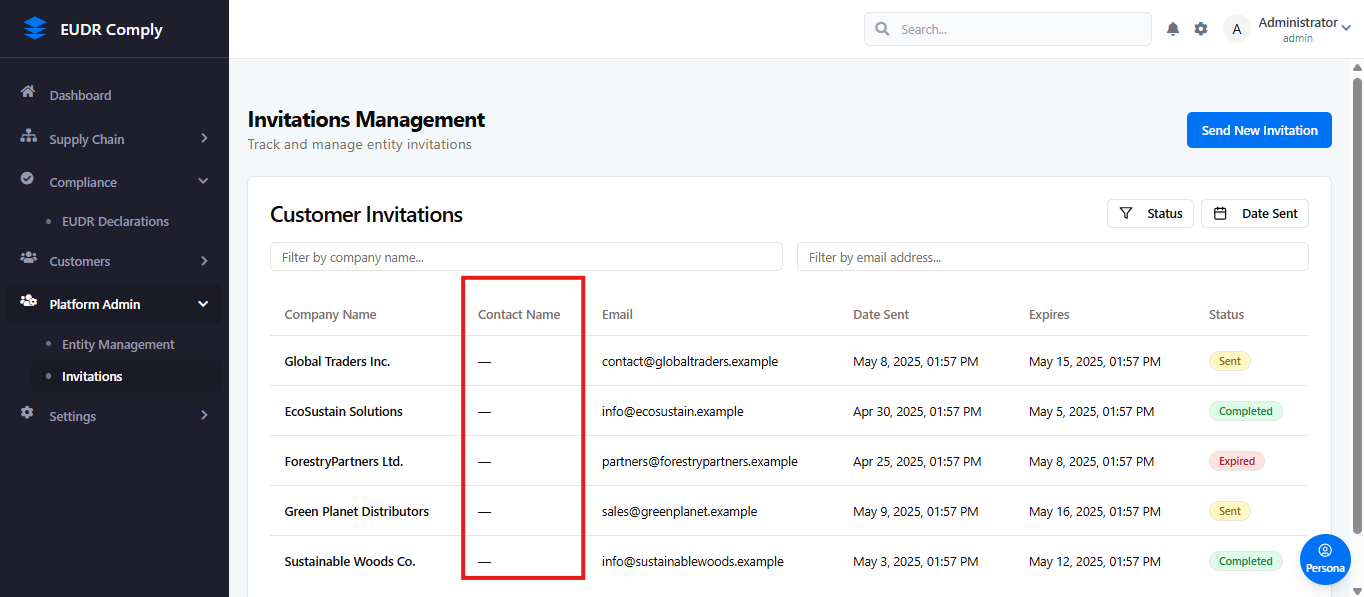 EUDR Comply
Search...
A
Administrator
admin
Dashboard
Supply Chain
Compliance
EUDR Declarations
Customers
Platform Admin
Entity Management
Invitations
Settings
Invitations Management
Track and manage entity invitations
Send New Invitation
Customer Invitations
Status
Date Sent
Filter by company name...
Filter by email address...
Company Name Contact Name Email Date Sent Expires Status
Global Traders Inc. — contact@globaltraders.example May 8, 2025, 01:57 PM May 15, 2025, 01:57 PM Sent
EcoSustain Solutions — info@ecosustain.example Apr 30, 2025, 01:57 PM May 5, 2025, 01:57 PM Completed
ForestryPartners Ltd. — partners@forestrypartners.example Apr 25, 2025, 01:57 PM May 8, 2025, 01:57 PM Expired
Green Planet Distributors — sales@greenplanet.example May 9, 2025, 01:57 PM May 16, 2025, 01:57 PM Sent
Sustainable Woods Co. — info@sustainablewoods.example May 3, 2025, 01:57 PM May 12, 2025, 01:57 PM Completed
Persona